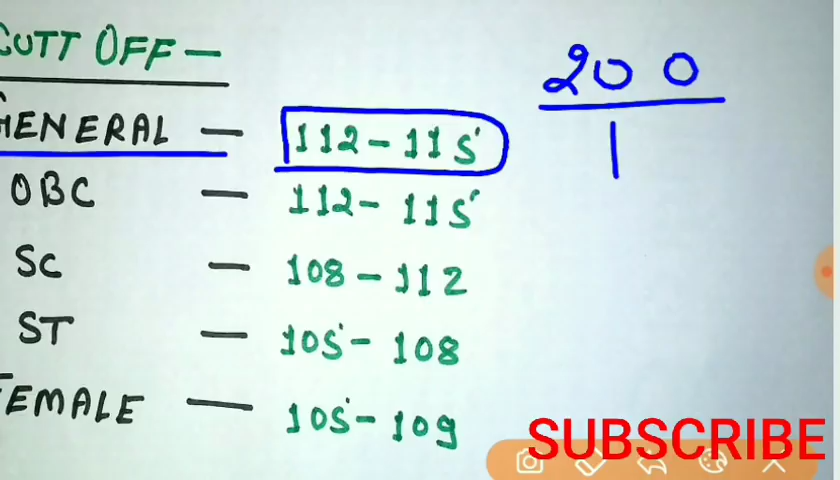 CUTT OFF -
GENERAL - 112 - 115
OBC - 112 - 115
SC - 108 - 112
ST - 105 - 108
FEMALE - 105 - 109
200
1
SUBSCRIBE